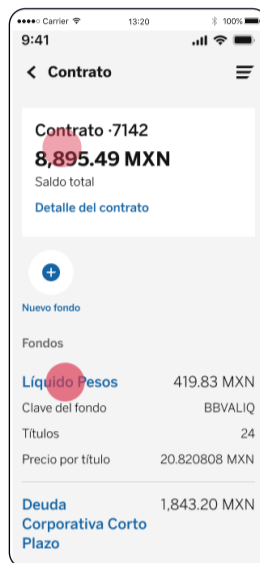 Carrier 13:20 100%
9:41
Contrato
Contrato ·7142
8,895.49 MXN
Saldo total
Detalle del contrato
Nuevo fondo
Fondos
Líquido Pesos 419.83 MXN
Clave del fondo BBVALIQ
Títulos 24
Precio por título 20.820808 MXN
Deuda 1,843.20 MXN
Corporativa Corto
Plazo